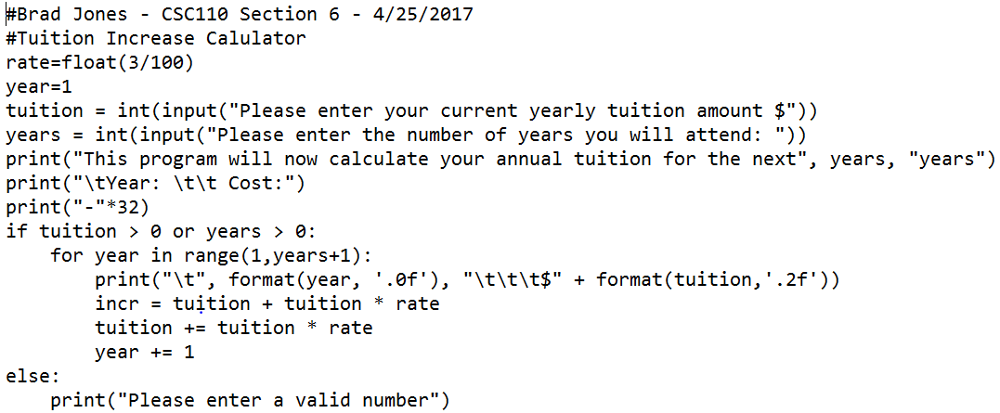 #Brad Jones - CSC110 Section 6 - 4/25/2017
#Tuition Increase Calulator
rate=float(3/100)
year=1
tuition = int(input("Please enter your current yearly tuition amount $"))
years = int(input("Please enter the number of years you will attend: "))
print("This program will now calculate your annual tuition for the next", years, "years")
print("\tYear: \t\t Cost:")
print("-"*32)
if tuition > 0 or years > 0:
    for year in range(1,years+1):
        print("\t", format(year, '.0f'), "\t\t\t$" + format(tuition,'.2f'))
        incr = tuition + tuition * rate
        tuition += tuition * rate
        year += 1
else:
    print("Please enter a valid number")